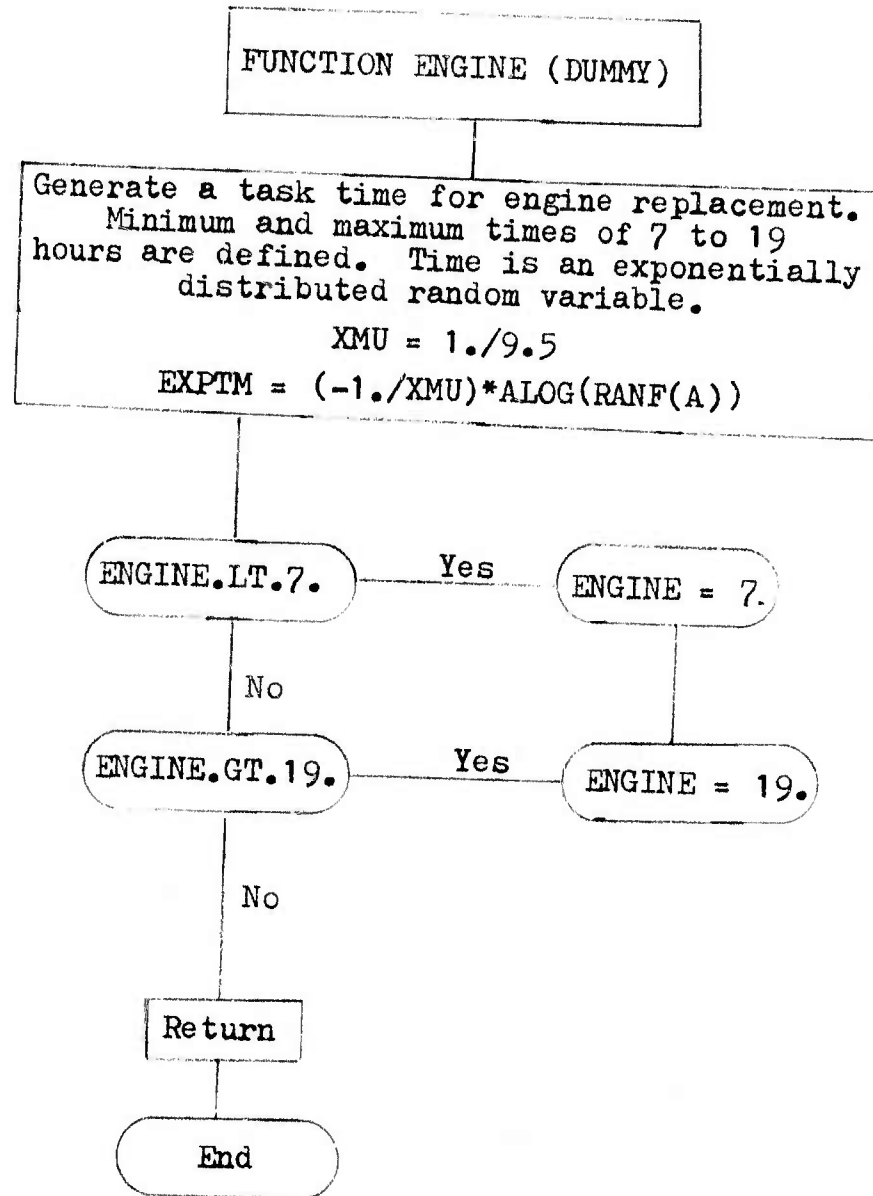 FUNCTION ENGINE (DUMMY)
Generate a task time for engine replacement.
Minimum and maximum times of 7 to 19
hours are defined. Time is an exponentially
distributed random variable.
XMU = 1./9.5
EXPTM = (-1./XMU)*ALOG(RANF(A))
ENGINE.LT.7.
Yes
ENGINE = 7.
No
ENGINE.GT.19.
Yes
ENGINE = 19.
No
Return
End